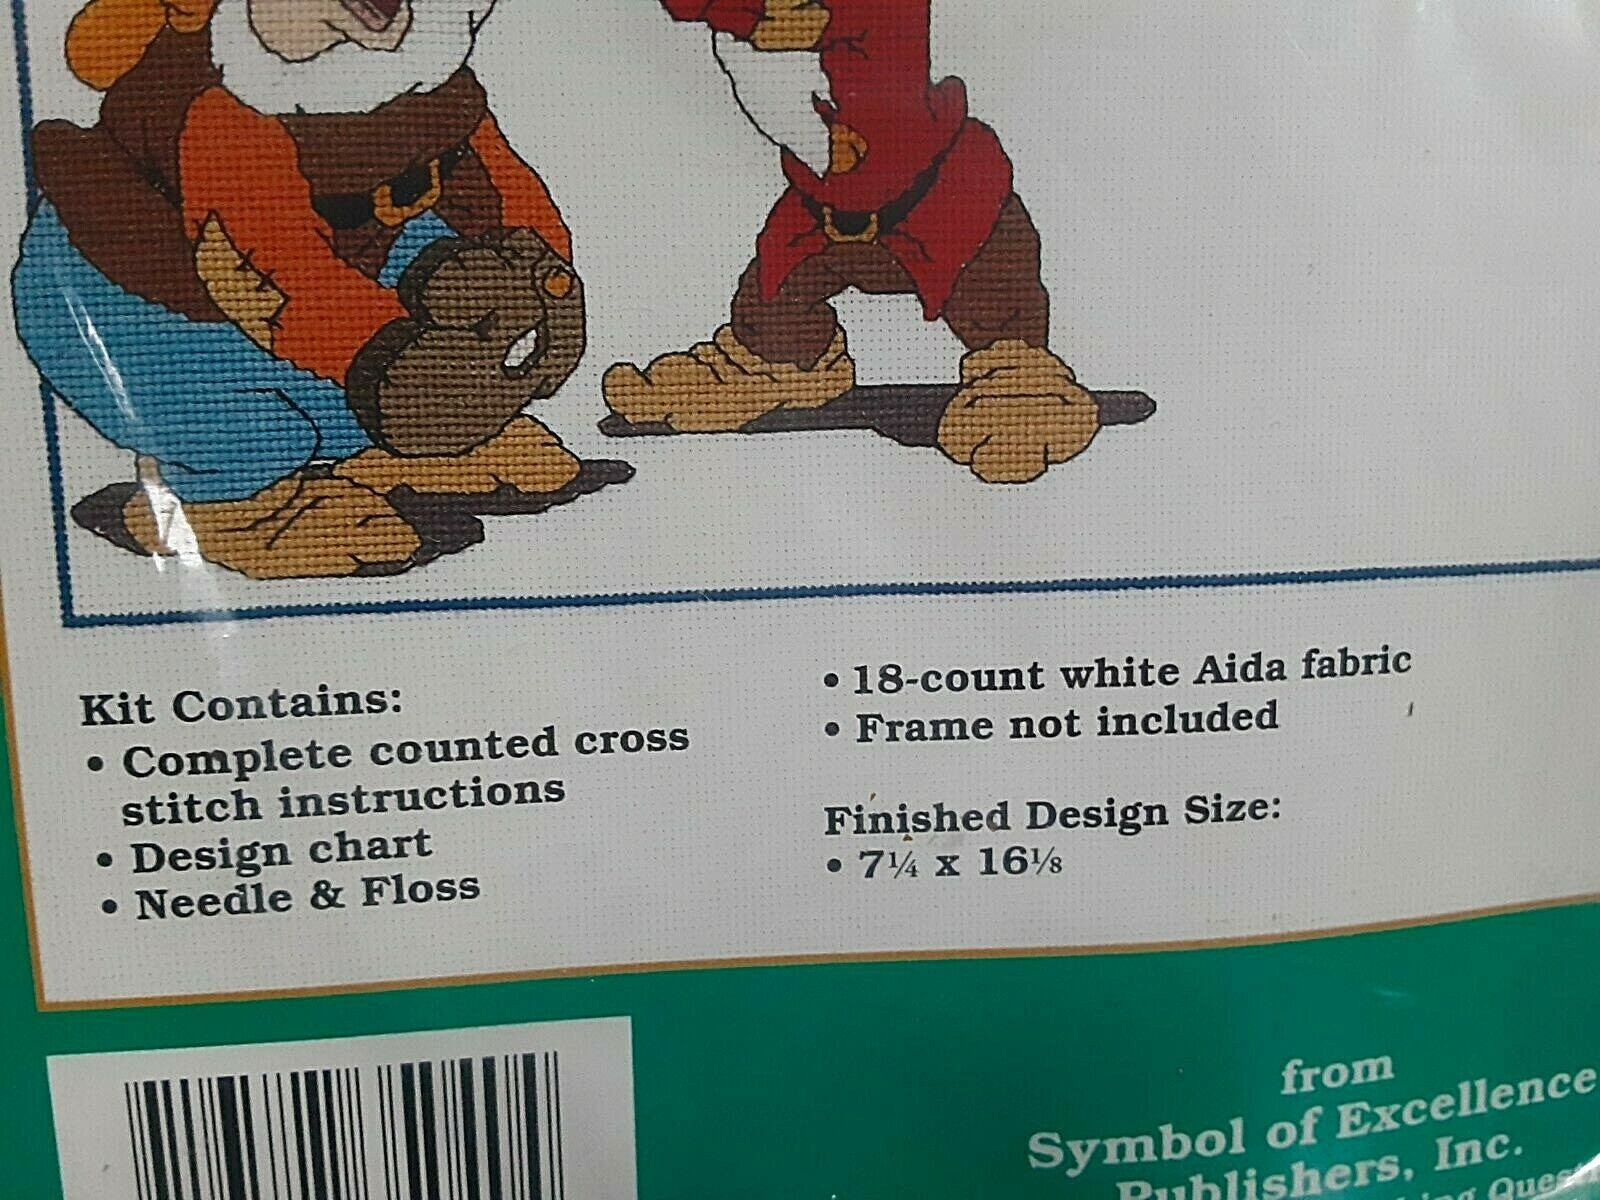 Kit Contains:
• Complete counted cross
stitch instructions
• Design chart
• Needle & Floss
• 18-count white Aida fabric
• Frame not included
Finished Design Size:
• 7¼ x 16⅛
from
Symbol of Excellence
Publishers, Inc.